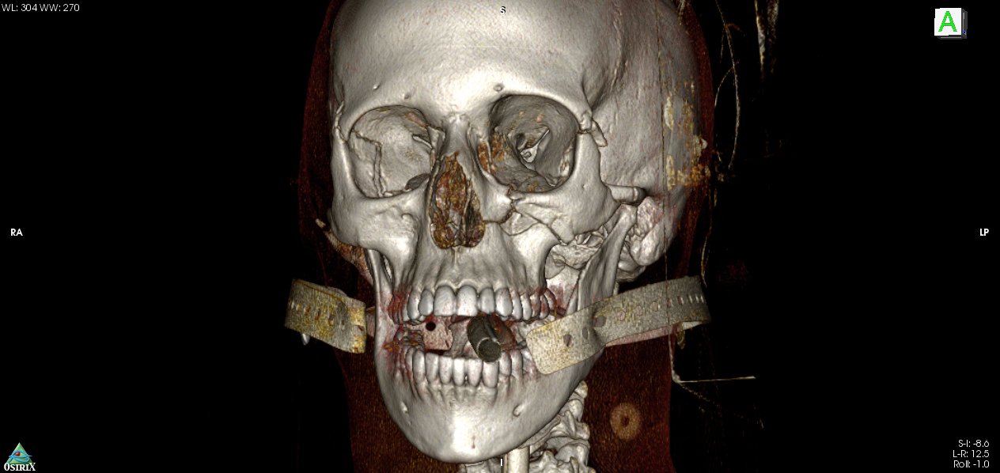 WL: 304 WW: 270
S
A
RA
LP
I
S-I: -8.6
L-R: 12.5
Roll: -1.0
OSIRIX